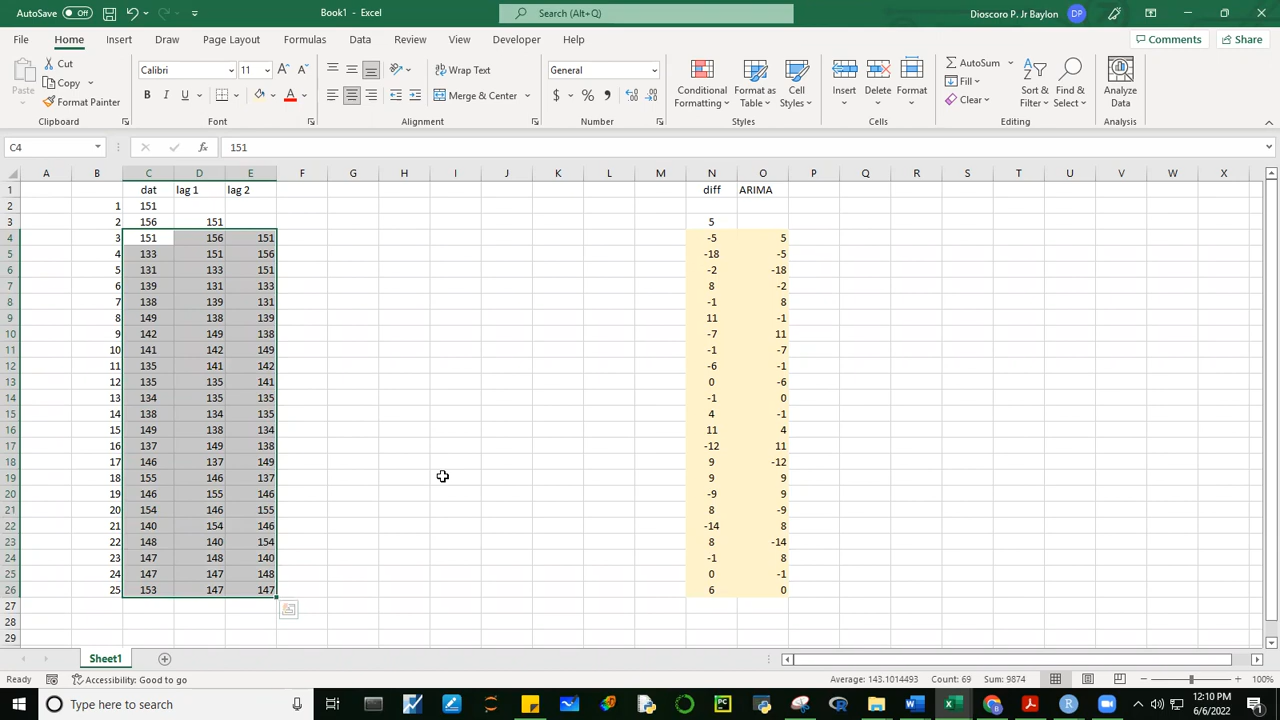 AutoSave Off Book1 - Excel Search (Alt+Q) Dioscoro P. Jr Baylon DP
File Home Insert Draw Page Layout Formulas Data Review View Developer Help Comments Share
Paste Cut Copy Format Painter Clipboard
Calibri 11 B I U A Font
Wrap Text Merge & Center Alignment
General $ % Number
Conditional Formatting Format as Table Cell Styles Styles
Insert Delete Format Cells
AutoSum Fill Clear Sort & Filter Find & Select Editing
Analyze Data Analysis
C4 fx 151
A B C D E F G H I J K L M N O P Q R S T U V W X
1 dat lag 1 lag 2 diff ARIMA
2 1 151
3 2 156 151 5
4 3 151 156 151 -5 5
5 4 133 151 156 -18 -5
6 5 131 133 151 -2 -18
7 6 139 131 133 8 -2
8 7 138 139 131 -1 8
9 8 149 138 139 11 -1
10 9 142 149 138 -7 11
11 10 141 142 149 -1 -7
12 11 135 141 142 -6 -1
13 12 135 135 141 0 -6
14 13 134 135 135 -1 0
15 14 138 134 135 4 -1
16 15 149 138 134 11 4
17 16 137 149 138 -12 11
18 17 146 137 149 9 -12
19 18 155 146 137 9 9
20 19 146 155 146 -9 9
21 20 154 146 155 8 -9
22 21 140 154 146 -14 8
23 22 148 140 154 8 -14
24 23 147 148 140 -1 8
25 24 147 147 148 0 -1
26 25 153 147 147 6 0
27
28
29
Sheet1
Ready Accessibility: Good to go Average: 143.1014493 Count: 69 Sum: 9874 100%
Type here to search 12:10 PM
6/6/2022